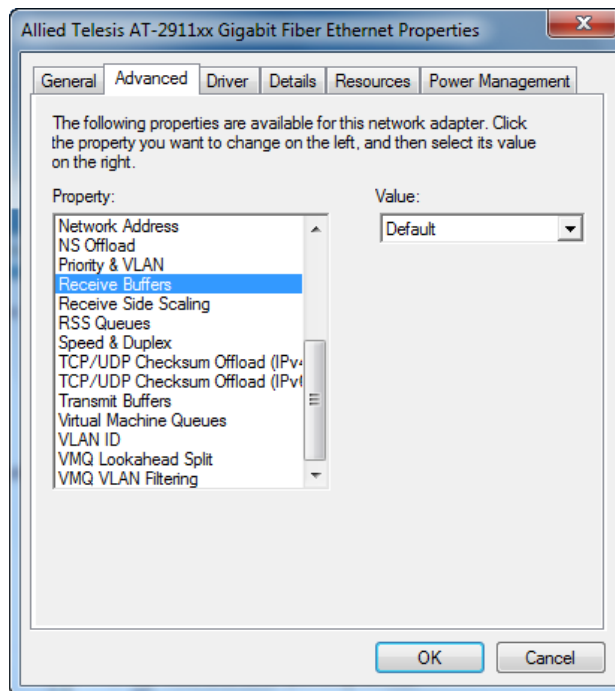 Allied Telesis AT-2911xx Gigabit Fiber Ethernet Properties
General
Advanced
Driver
Details
Resources
Power Management
The following properties are available for this network adapter. Click
the property you want to change on the left, and then select its value
on the right.
Property:
Value:
Network Address
NS Offload
Priority & VLAN
Receive Buffers
Receive Side Scaling
RSS Queues
Speed & Duplex
TCP/UDP Checksum Offload (IPv4
TCP/UDP Checksum Offload (IPv6
Transmit Buffers
Virtual Machine Queues
VLAN ID
VMQ Lookahead Split
VMQ VLAN Filtering
Default
OK
Cancel